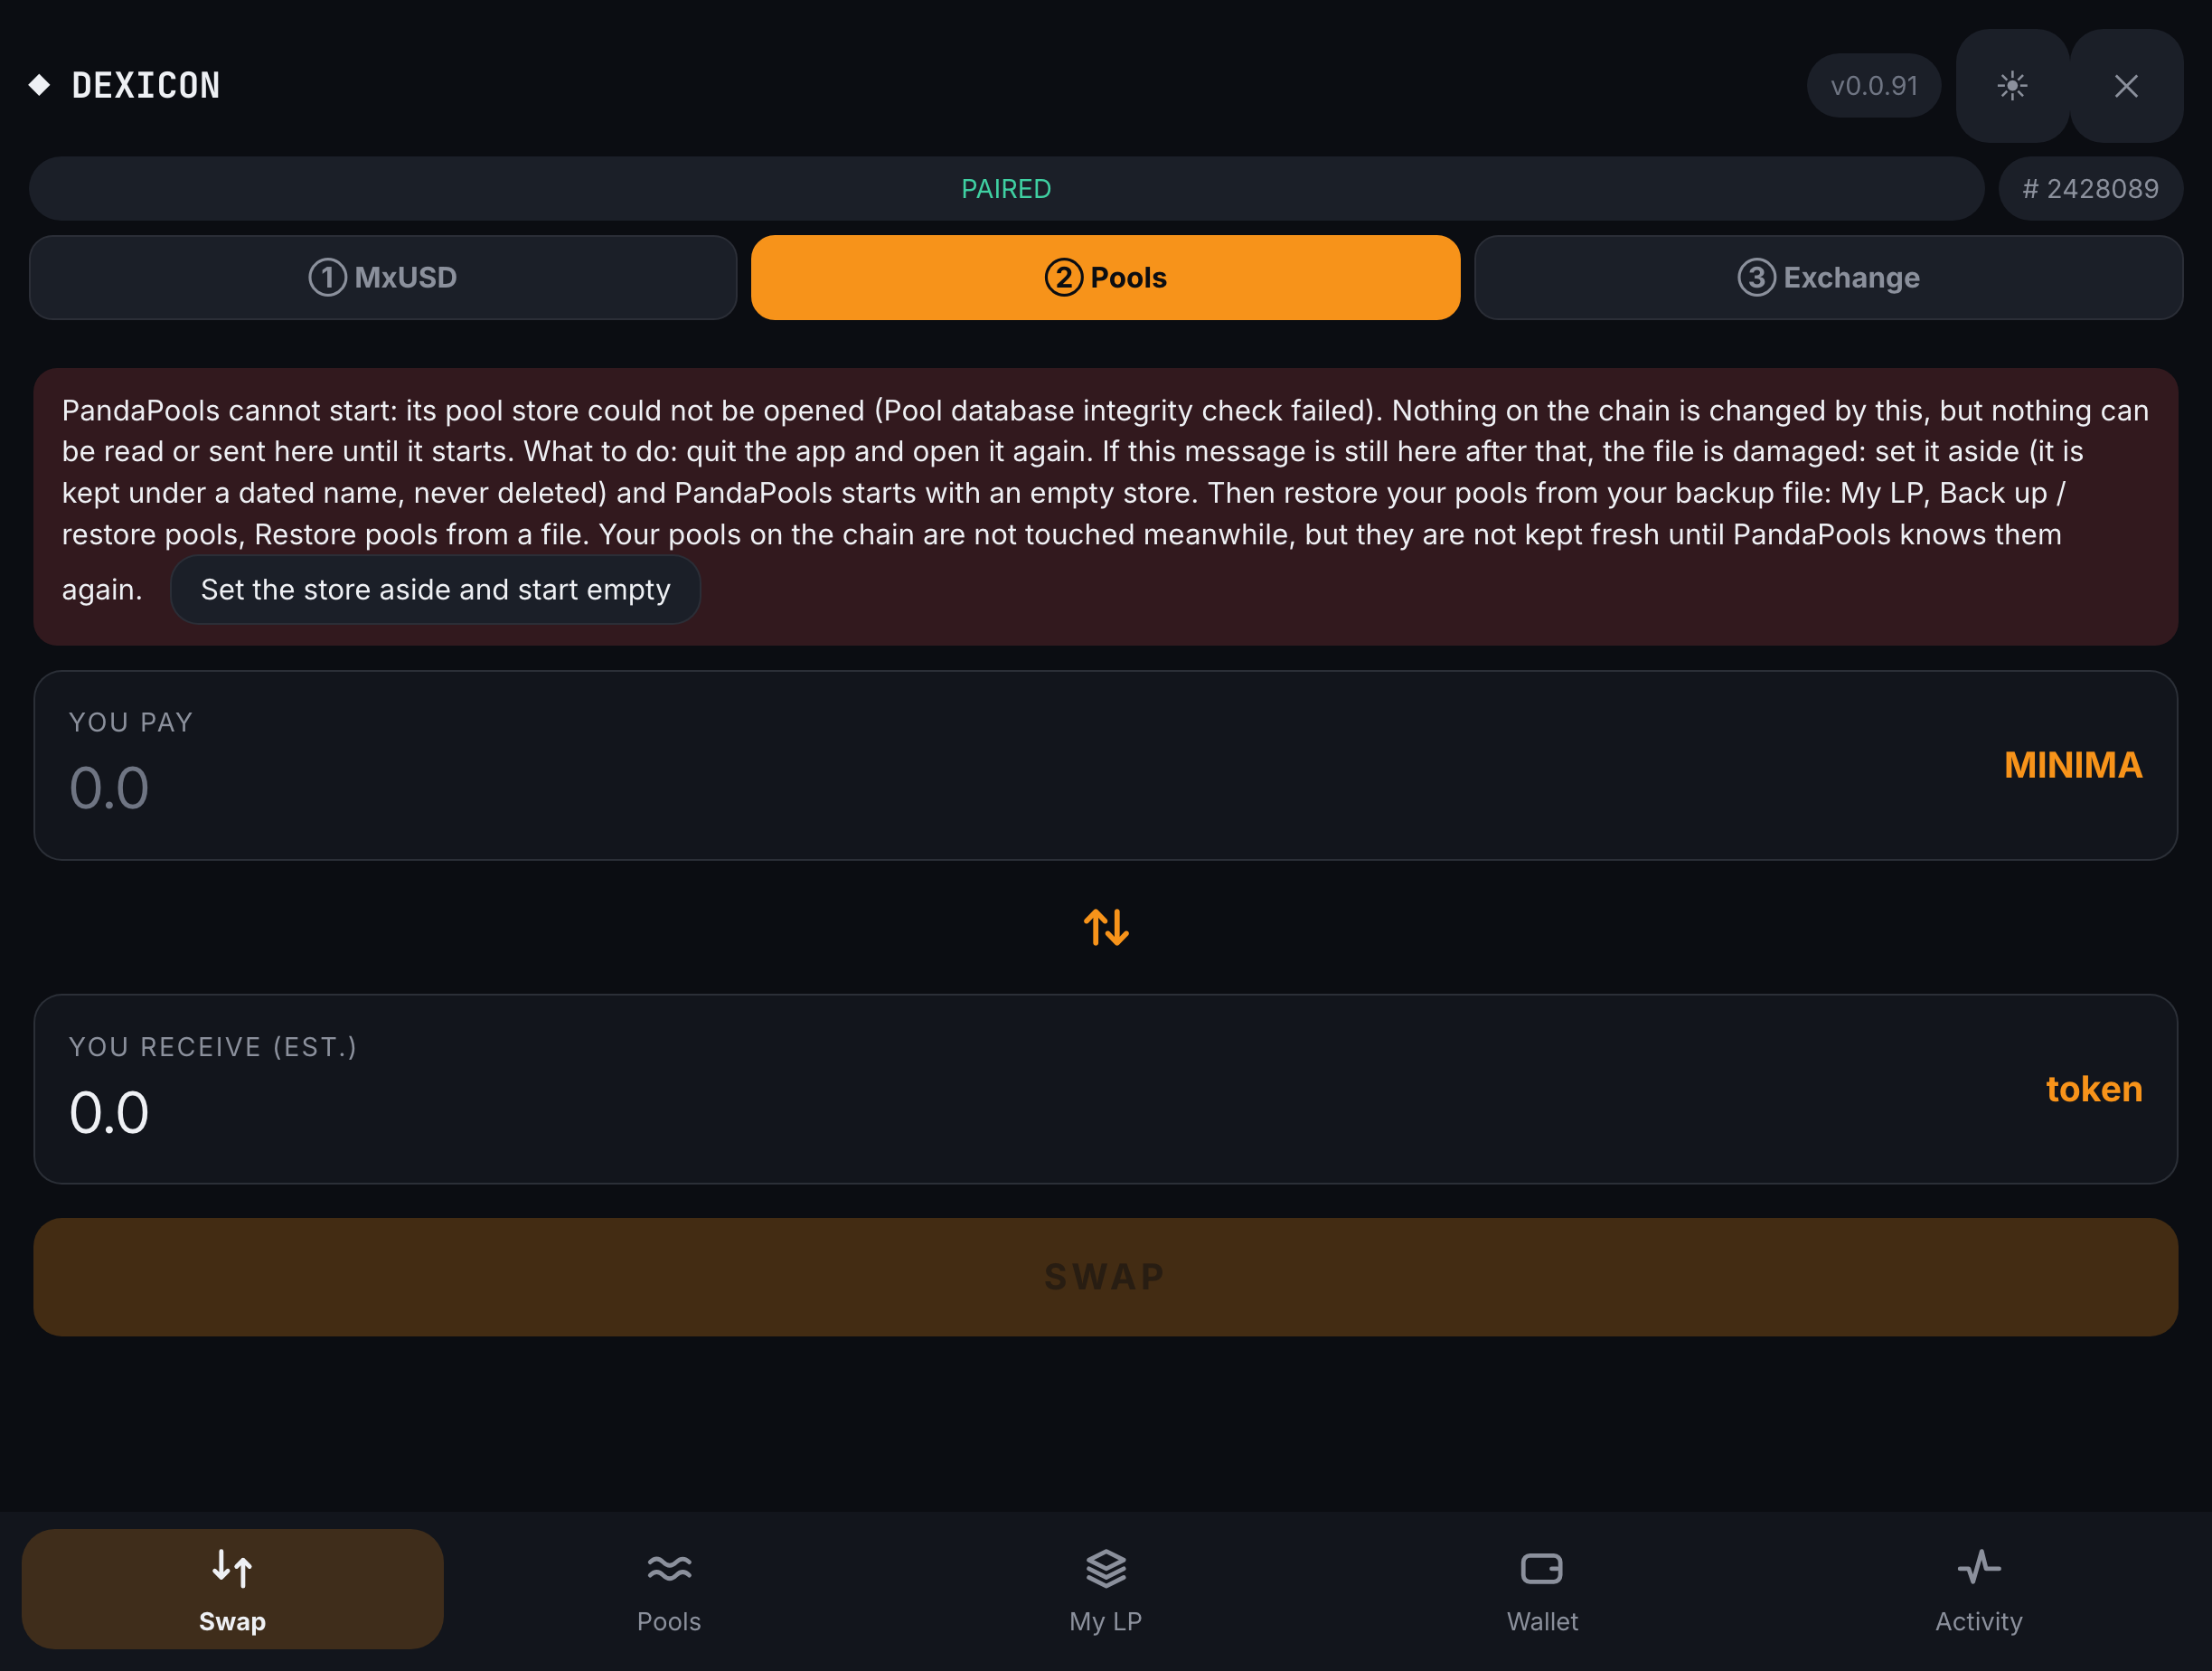 ◆ DEXICON
v0.0.91
PAIRED
# 2428089
① MxUSD
② Pools
③ Exchange
PandaPools cannot start: its pool store could not be opened (Pool database integrity check failed). Nothing on the chain is changed by this, but nothing can
be read or sent here until it starts. What to do: quit the app and open it again. If this message is still here after that, the file is damaged: set it aside (it is
kept under a dated name, never deleted) and PandaPools starts with an empty store. Then restore your pools from your backup file: My LP, Back up /
restore pools, Restore pools from a file. Your pools on the chain are not touched meanwhile, but they are not kept fresh until PandaPools knows them
again. Set the store aside and start empty
YOU PAY
0.0
MINIMA
YOU RECEIVE (EST.)
0.0
token
SWAP
Swap
Pools
My LP
Wallet
Activity